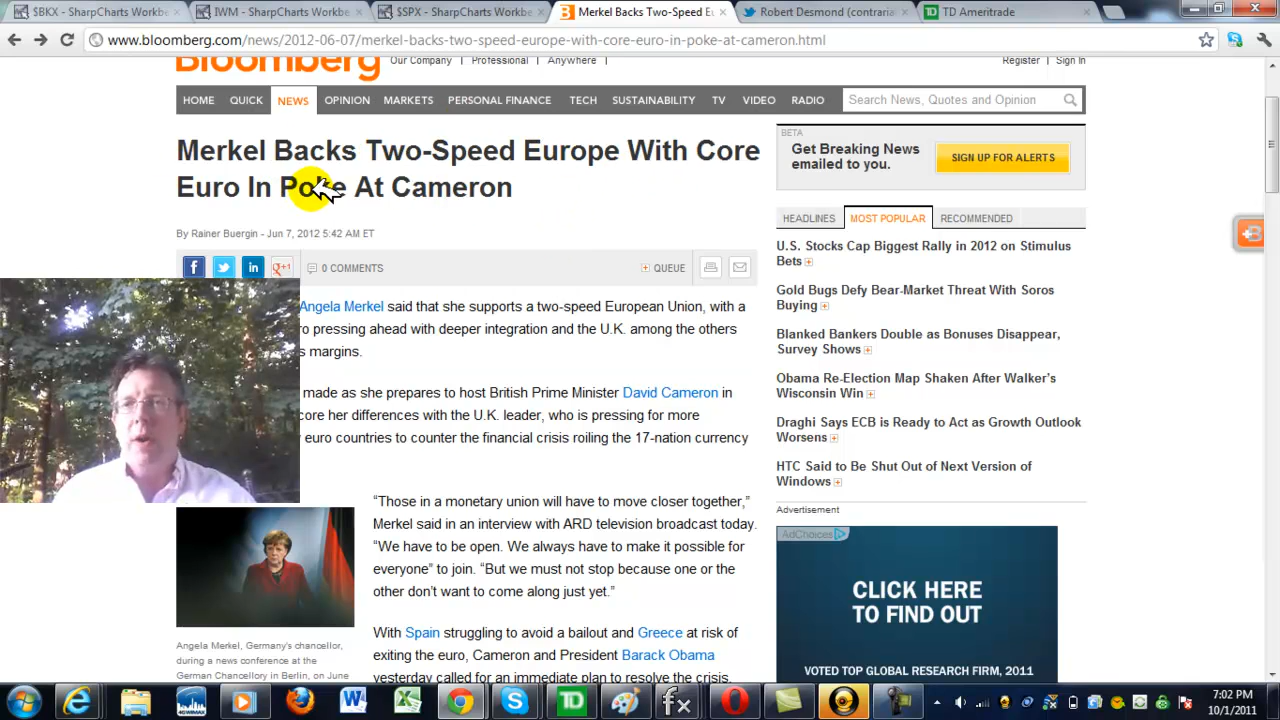 $BKX - SharpCharts Workbe
IWM - SharpCharts Workbe
$SPX - SharpCharts Workbe
Merkel Backs Two-Speed Eu
Robert Desmond (contraria
TD Ameritrade
www.bloomberg.com/news/2012-06-07/merkel-backs-two-speed-europe-with-core-euro-in-poke-at-cameron.html
Bloomberg
Our Company | Professional | Anywhere |
Register | Sign In
HOME QUICK NEWS OPINION MARKETS PERSONAL FINANCE TECH SUSTAINABILITY TV VIDEO RADIO
Search News, Quotes and Opinion
Merkel Backs Two-Speed Europe With Core
Euro In Poke At Cameron
By Rainer Buergin - Jun 7, 2012 5:42 AM ET
0 COMMENTS
QUEUE
Angela Merkel said that she supports a two-speed European Union, with a
o pressing ahead with deeper integration and the U.K. among the others
s margins.
made as she prepares to host British Prime Minister David Cameron in
core her differences with the U.K. leader, who is pressing for more
euro countries to counter the financial crisis roiling the 17-nation currency
“Those in a monetary union will have to move closer together,”
Merkel said in an interview with ARD television broadcast today.
“We have to be open. We always have to make it possible for
everyone” to join. “But we must not stop because one or the
other don’t want to come along just yet.”
With Spain struggling to avoid a bailout and Greece at risk of
exiting the euro, Cameron and President Barack Obama
yesterday called for an immediate plan to resolve the crisis.
Angela Merkel, Germany's chancellor,
during a news conference at the
German Chancellory in Berlin, on June
BETA
Get Breaking News
emailed to you.
SIGN UP FOR ALERTS
HEADLINES MOST POPULAR RECOMMENDED
U.S. Stocks Cap Biggest Rally in 2012 on Stimulus
Bets
Gold Bugs Defy Bear-Market Threat With Soros
Buying
Blanked Bankers Double as Bonuses Disappear,
Survey Shows
Obama Re-Election Map Shaken After Walker's
Wisconsin Win
Draghi Says ECB is Ready to Act as Growth Outlook
Worsens
HTC Said to Be Shut Out of Next Version of
Windows
Advertisement
AdChoices
CLICK HERE
TO FIND OUT
VOTED TOP GLOBAL RESEARCH FIRM, 2011
7:02 PM
10/1/2011